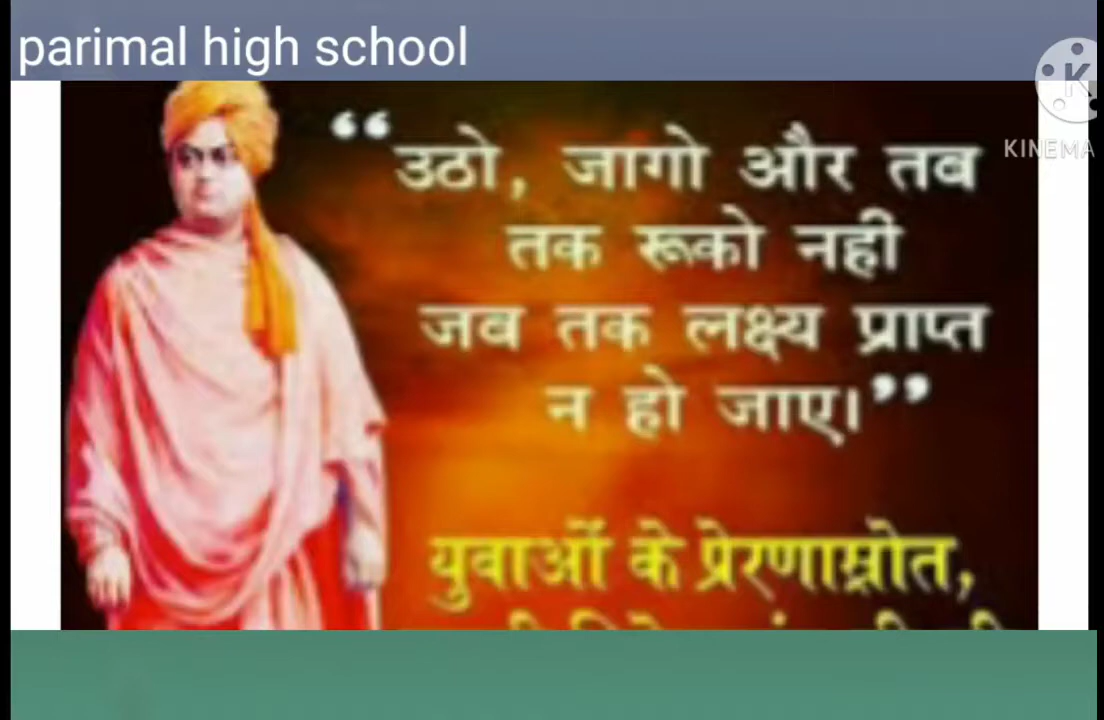 parimal high school
KINEMA
“उठो, जागो और तब
तक रूको नही
जब तक लक्ष्य प्राप्त
न हो जाए।”
युवाओं के प्रेरणास्रोत,